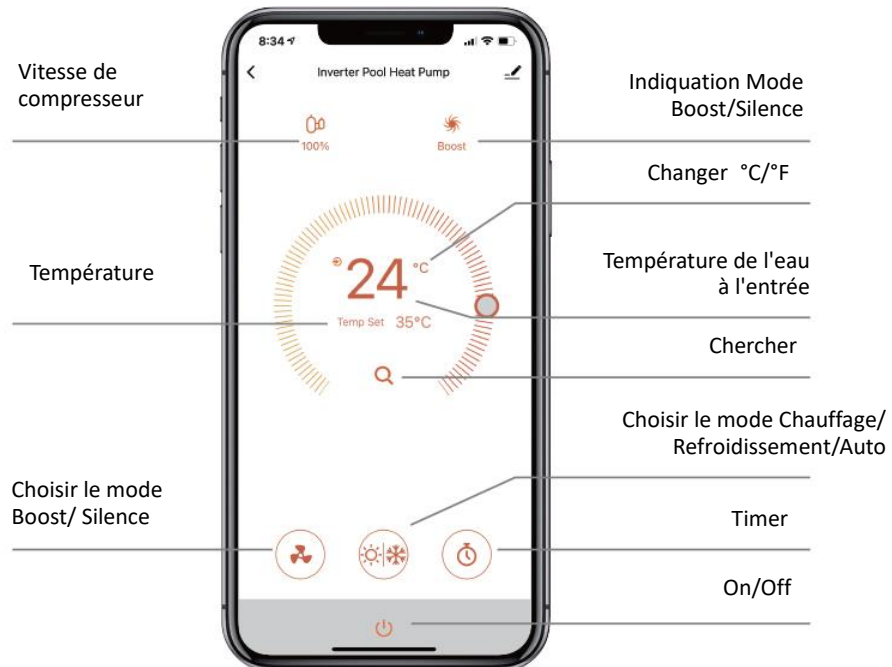 8:34
Inverter Pool Heat Pump
Vitesse de
compresseur
100%
Boost
Indiquation Mode
Boost/Silence
Changer °C/°F
Température
24 °C
Temp Set 35°C
Température de l'eau
à l'entrée
Chercher
Choisir le mode Chauffage/
Refroidissement/Auto
Choisir le mode
Boost/ Silence
Timer
On/Off